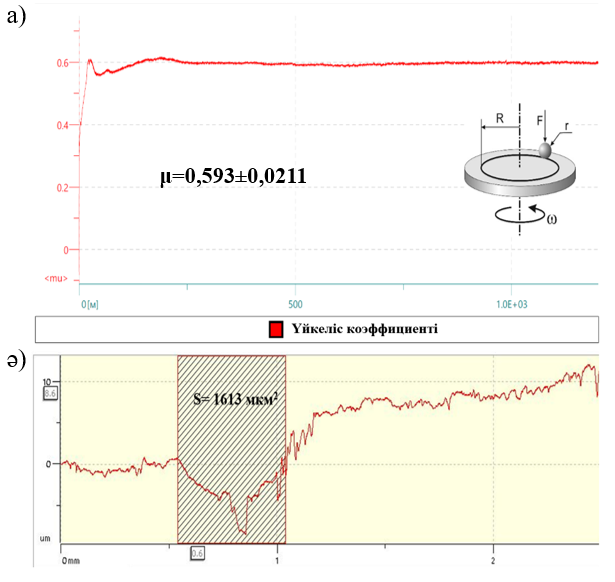 а)
0.6
0.4
0.2
0
<mu>
R
F
r
ω
μ=0,593±0,0211
0[м]
500
1.0E+03
Үйкеліс коэффициенті
ә)
10
8.6
0
um
S= 1613 мкм²
0mm
0.6
1
2